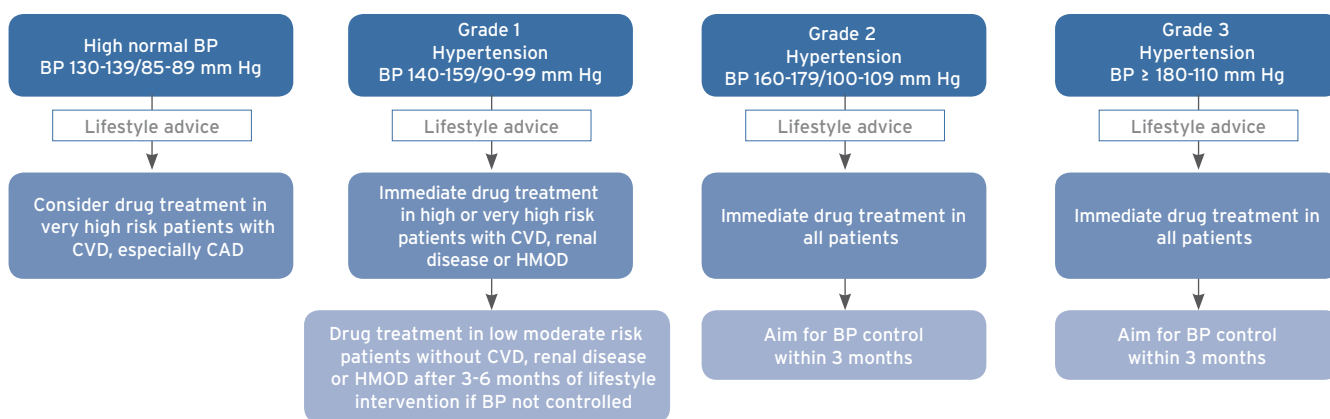 High normal BP
BP 130-139/85-89 mm Hg
Lifestyle advice
Consider drug treatment in
very high risk patients with
CVD, especially CAD
Grade 1
Hypertension
BP 140-159/90-99 mm Hg
Lifestyle advice
Immediate drug treatment
in high or very high risk
patients with CVD, renal
disease or HMOD
Drug treatment in low moderate risk
patients without CVD, renal disease
or HMOD after 3-6 months of lifestyle
intervention if BP not controlled
Grade 2
Hypertension
BP 160-179/100-109 mm Hg
Lifestyle advice
Immediate drug treatment in
all patients
Aim for BP control
within 3 months
Grade 3
Hypertension
BP ≥ 180-110 mm Hg
Lifestyle advice
Immediate drug treatment in
all patients
Aim for BP control
within 3 months